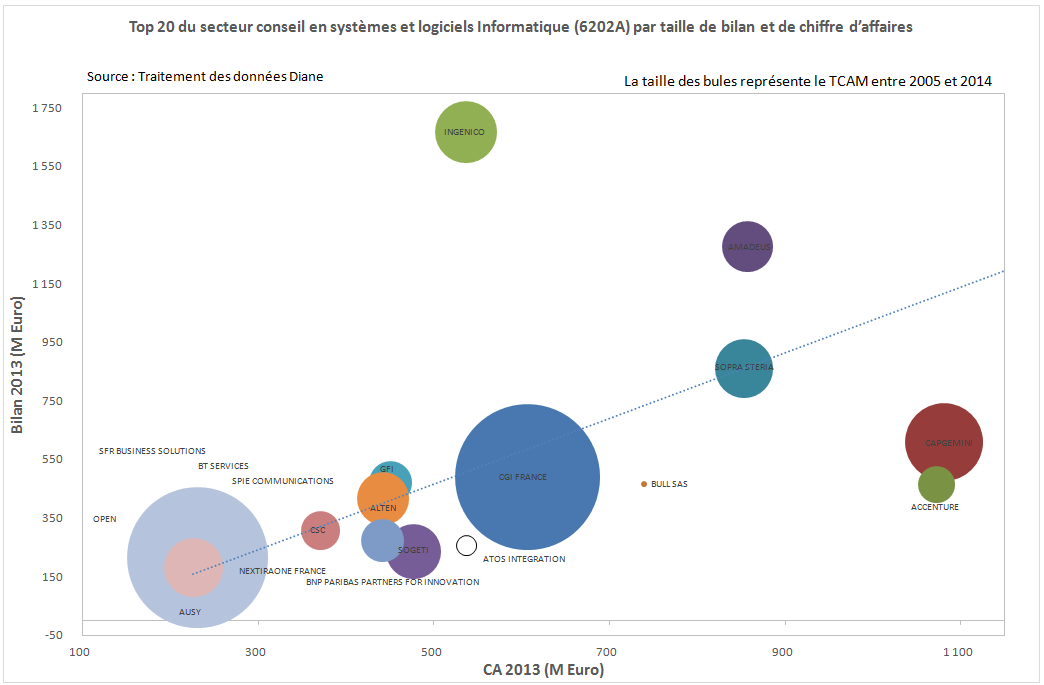 Top 20 du secteur conseil en systèmes et logiciels Informatique (6202A) par taille de bilan et de chiffre d’affaires
Source : Traitement des données Diane
La taille des bules représente le TCAM entre 2005 et 2014
1 750
INGENICO
1 550
1 350
AMADEUS
1 150
950
SOPRA STERIA
750
CAPGEMINI
SFR BUSINESS SOLUTIONS
550
BT SERVICES
GFI
SPIE COMMUNICATIONS
CGI FRANCE
BULL SAS
ALTEN
ACCENTURE
350
OPEN
CSC
SOGETI
ATOS INTEGRATION
NEXTIRAONE FRANCE
150
BNP PARIBAS PARTNERS FOR INNOVATION
AUSY
-50
100
300
500
700
900
1 100
Bilan 2013 (M Euro)
CA 2013 (M Euro)